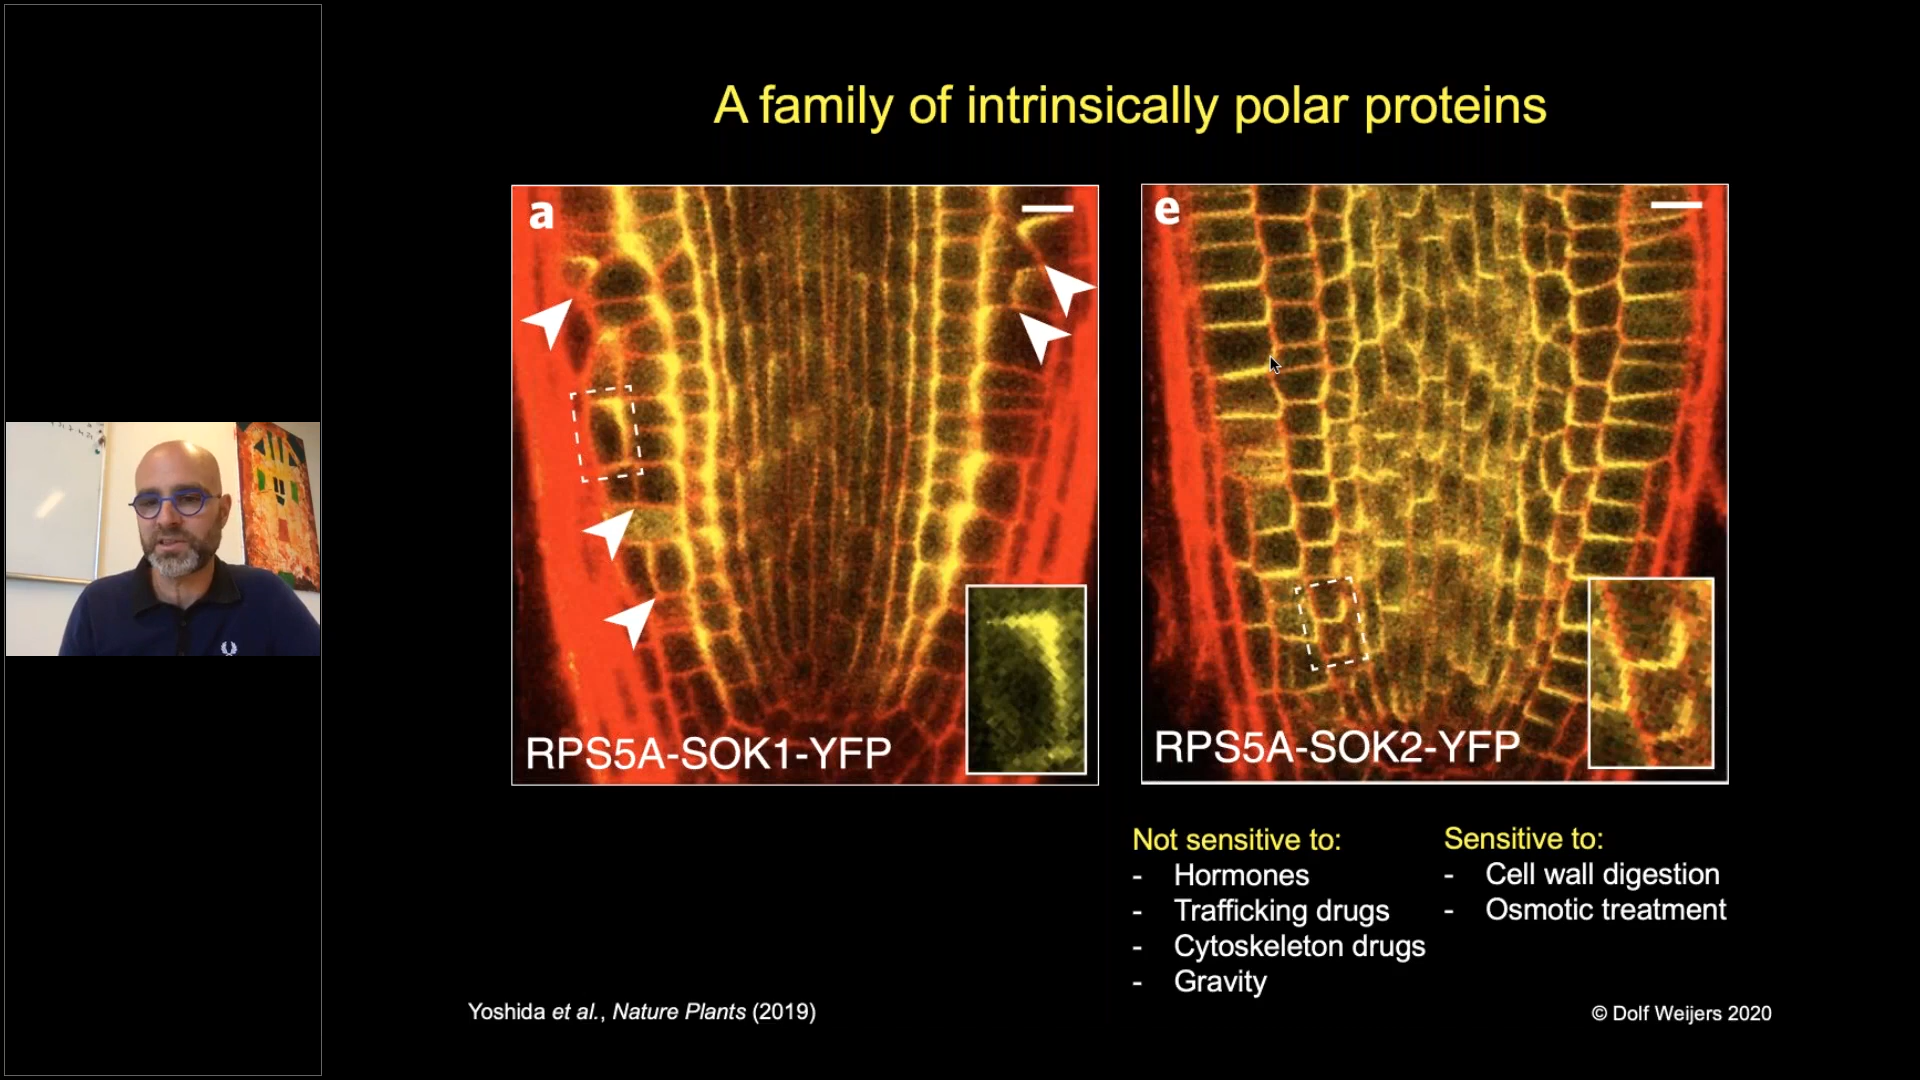 A family of intrinsically polar proteins
a
e
RPS5A-SOK1-YFP
RPS5A-SOK2-YFP
Not sensitive to:
- Hormones
- Trafficking drugs
- Cytoskeleton drugs
- Gravity
Sensitive to:
- Cell wall digestion
- Osmotic treatment
Yoshida et al., Nature Plants (2019)
© Dolf Weijers 2020